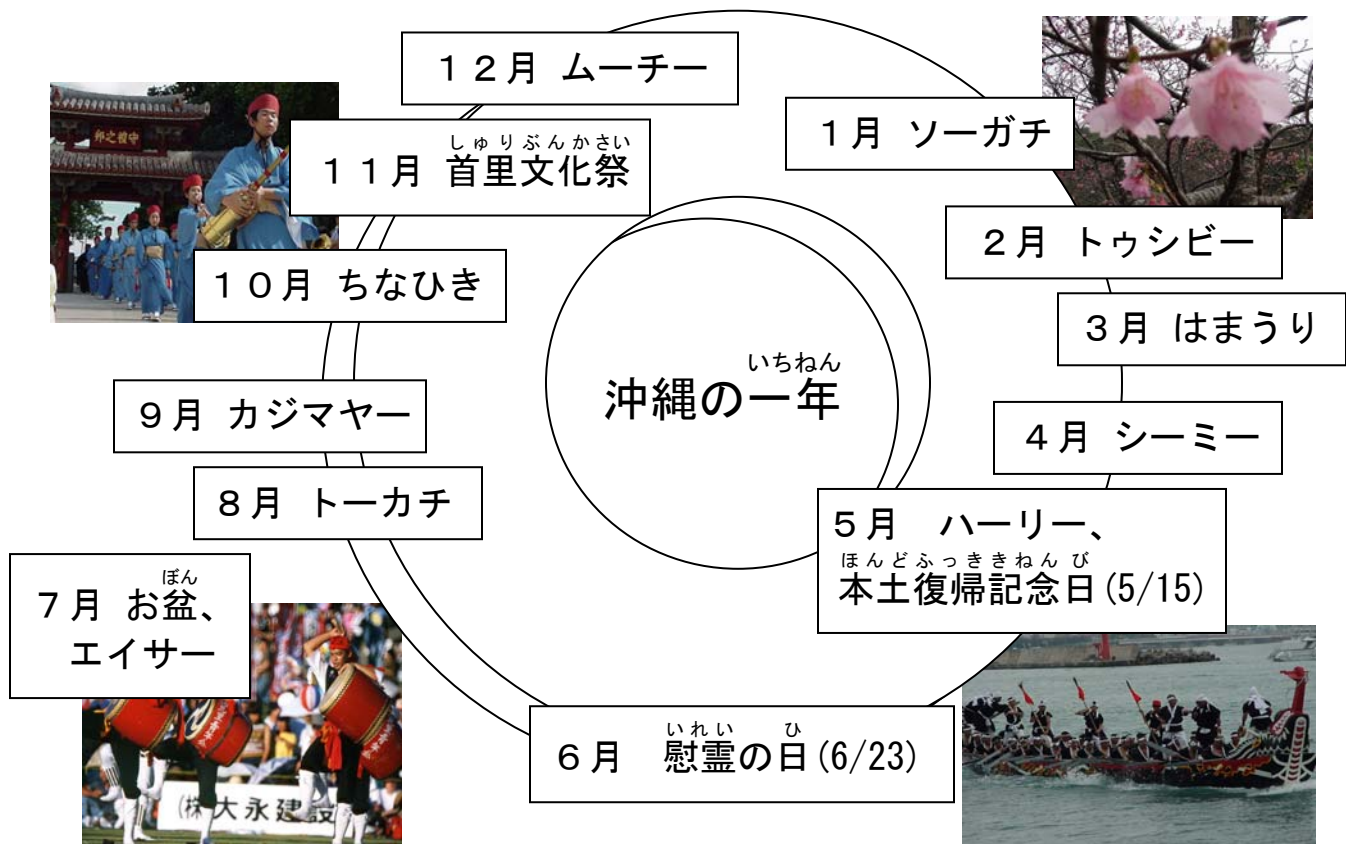 沖縄の一年
いちねん
1月 ソーガチ
2月 トゥシビー
3月 はまうり
4月 シーミー
5月 ハーリー、
ほんどふっききねんび
本土復帰記念日(5/15)
いれい ひ
6月 慰霊の日(6/23)
ぼん
7月 お盆、
エイサー
8月 トーカチ
9月 カジマヤー
10月 ちなひき
しゅりぶんかさい
11月 首里文化祭
12月 ムーチー
㈱大永建設